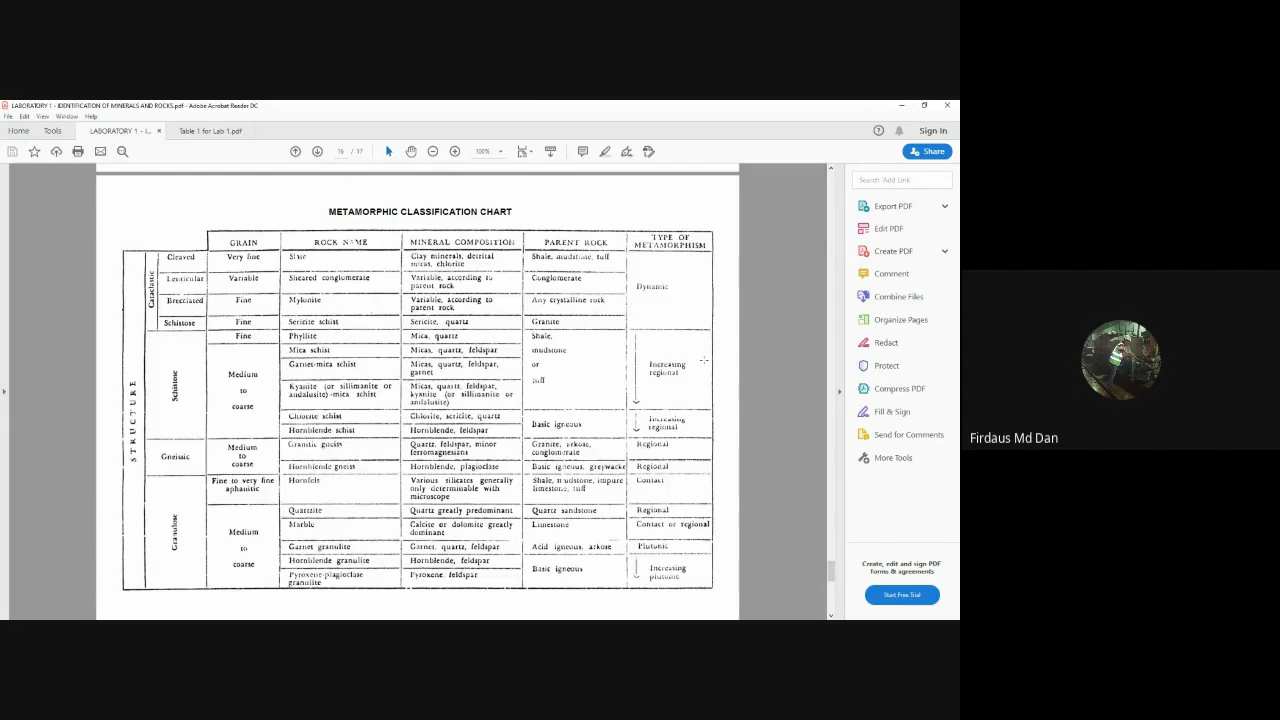 LABORATORY 1 - IDENTIFICATION OF MINERALS AND ROCKS.pdf - Adobe Acrobat Reader DC
File Edit View Window Help
Home Tools LABORATORY 1 - I... × Table 1 for Lab 1.pdf Sign In
16 / 17 100% Share
METAMORPHIC CLASSIFICATION CHART
GRAIN ROCK NAME MINERAL COMPOSITION PARENT ROCK TYPE OF
METAMORPHISM
STRUCTURE
Cataclastic
Cleaved Very fine Slate Clay minerals, detrital Shale, mudstone, tuff
micas, chlorite
Lenticular Variable Sheared conglomerate Variable, according to Conglomerate
parent rock
Dynamic
Brecciated Fine Mylonite Variable, according to Any crystalline rock
parent rock
Schistose Fine Sericite schist Sericite, quartz Granite
Schistose
Fine Phyllite Mica, quartz Shale,
Mica schist Micas, quartz, feldspar mudstone
Medium
to
coarse
Garnet-mica schist Micas, quartz, feldspar, or
garnet
Increasing
regional
Kyanite (or sillimanite or Micas, quartz, feldspar, tuff
andalusite)-mica schist kyanite (or sillimanite or
andalusite)
Chlorite schist Chlorite, sericite, quartz
Basic igneous
Increasing
regional
Hornblende schist Hornblende, feldspar
Gneissic
Medium
to
coarse
Granitic gneiss Quartz, feldspar, minor Granite, arkose, Regional
ferromagnesians conglomerate
Hornblende gneiss Hornblende, plagioclase Basic igneous, greywacke Regional
Granulose
Fine to very fine Hornfels Various silicates generally Shale, mudstone, impure Contact
aphanitic only determinable with limestone, tuff
microscope
Medium
to
coarse
Quartzite Quartz greatly predominant Quartz sandstone Regional
Marble Calcite or dolomite greatly Limestone Contact or regional
dominant
Garnet granulite Garnet, quartz, feldspar Acid igneous, arkose Plutonic
Hornblende granulite Hornblende, feldspar
Basic igneous
Increasing
plutonic
Pyroxene-plagioclase Pyroxene, feldspar
granulite
Search 'Add Link'
Export PDF
Edit PDF
Create PDF
Comment
Combine Files
Organize Pages
Redact
Protect
Compress PDF
Fill & Sign
Send for Comments
More Tools
Create, edit and sign PDF
forms & agreements
Start Free Trial
Firdaus Md Dan